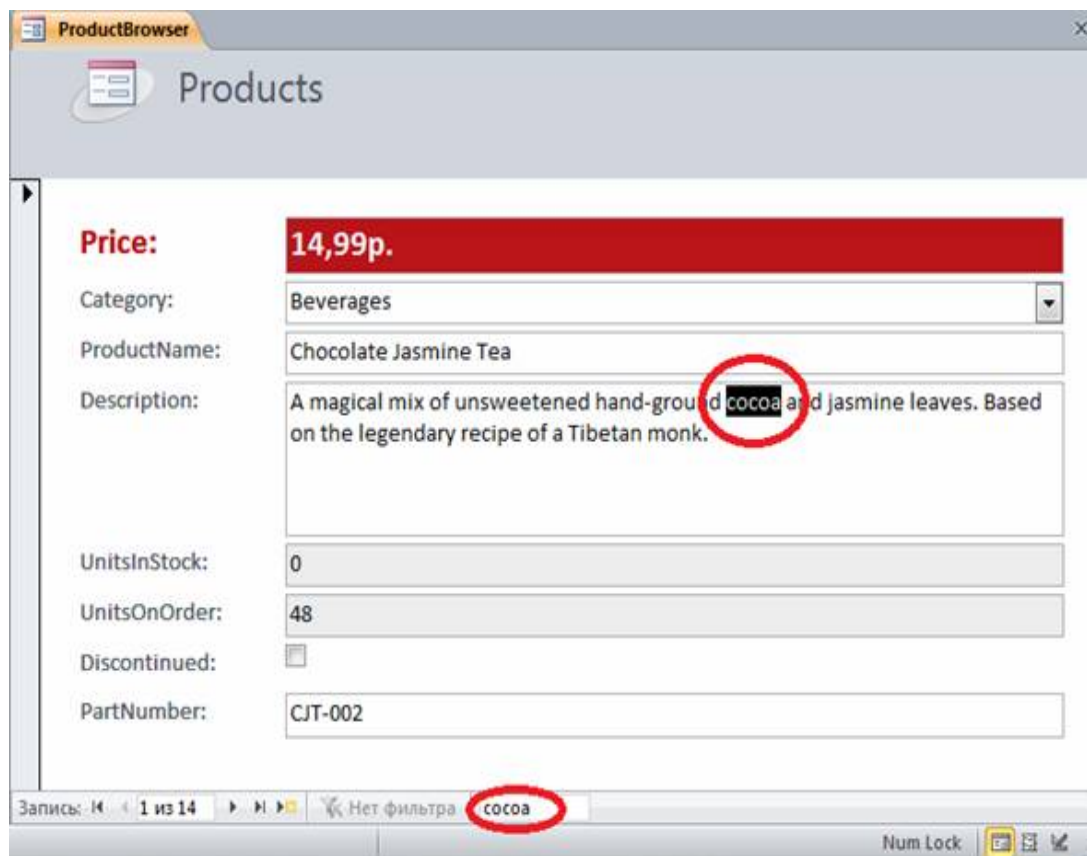 ProductBrowser
Products
Price: 14,99р.
Category: Beverages
ProductName: Chocolate Jasmine Tea
Description: A magical mix of unsweetened hand-ground cocoa and jasmine leaves. Based
on the legendary recipe of a Tibetan monk.
UnitsInStock: 0
UnitsOnOrder: 48
Discontinued:
PartNumber: CJT-002
Запись: 1 из 14 Нет фильтра cocoa
Num Lock